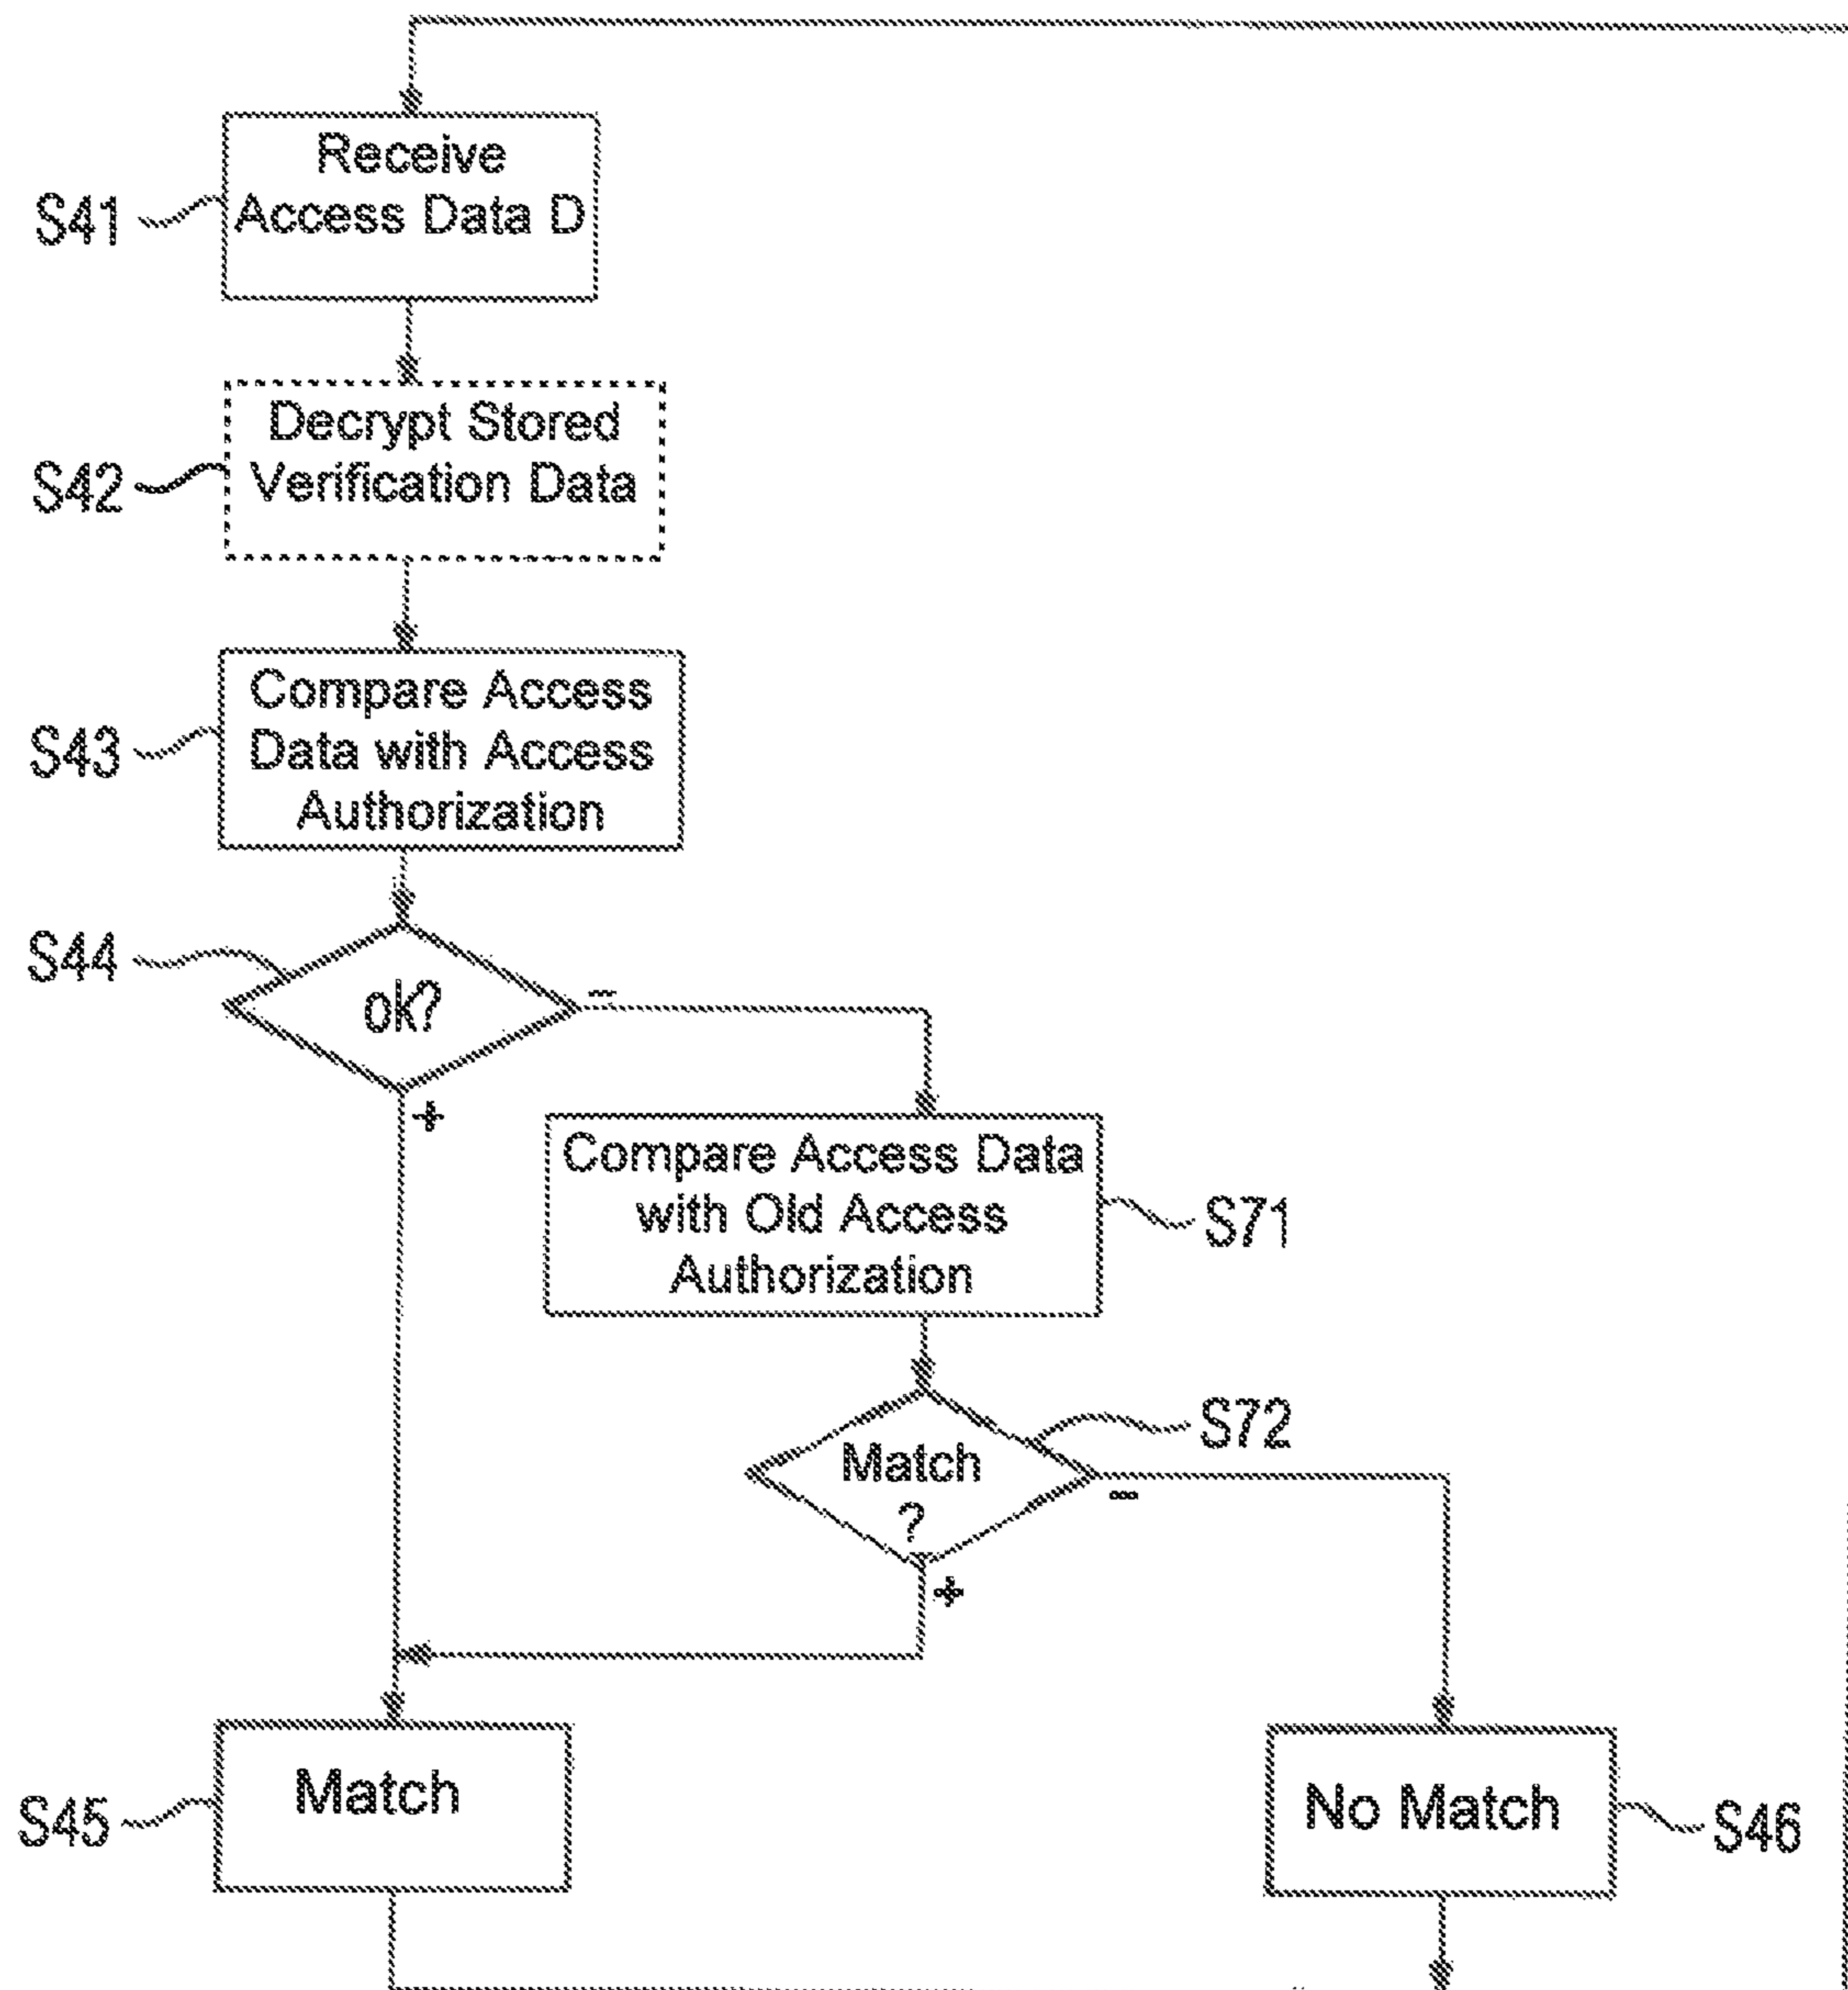 Receive
Access Data D
S41
Decrypt Stored
Verification Data
S42
Compare Access
Data with Access
Authorization
S43
S44
ok?
-
+
Compare Access Data
with Old Access
Authorization
S71
S72
Match
?
-
+
Match
S45
No Match
S46